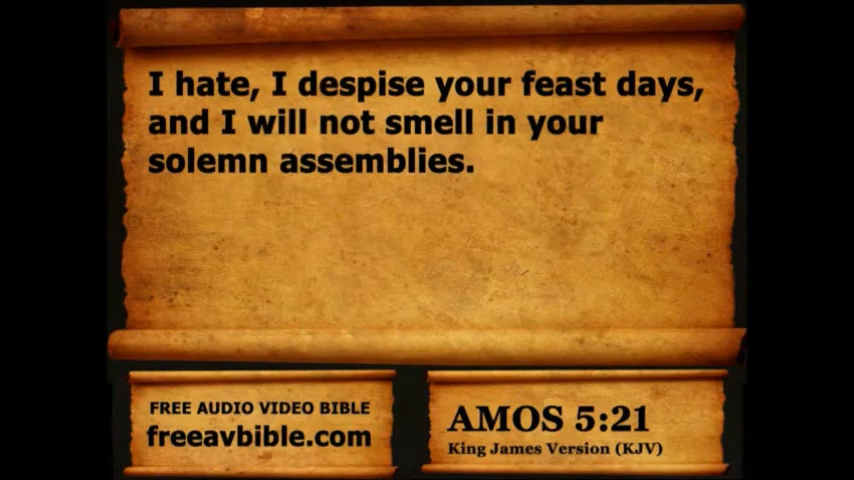 I hate, I despise your feast days,
and I will not smell in your
solemn assemblies.
FREE AUDIO VIDEO BIBLE
freeavbible.com
AMOS 5:21
King James Version (KJV)